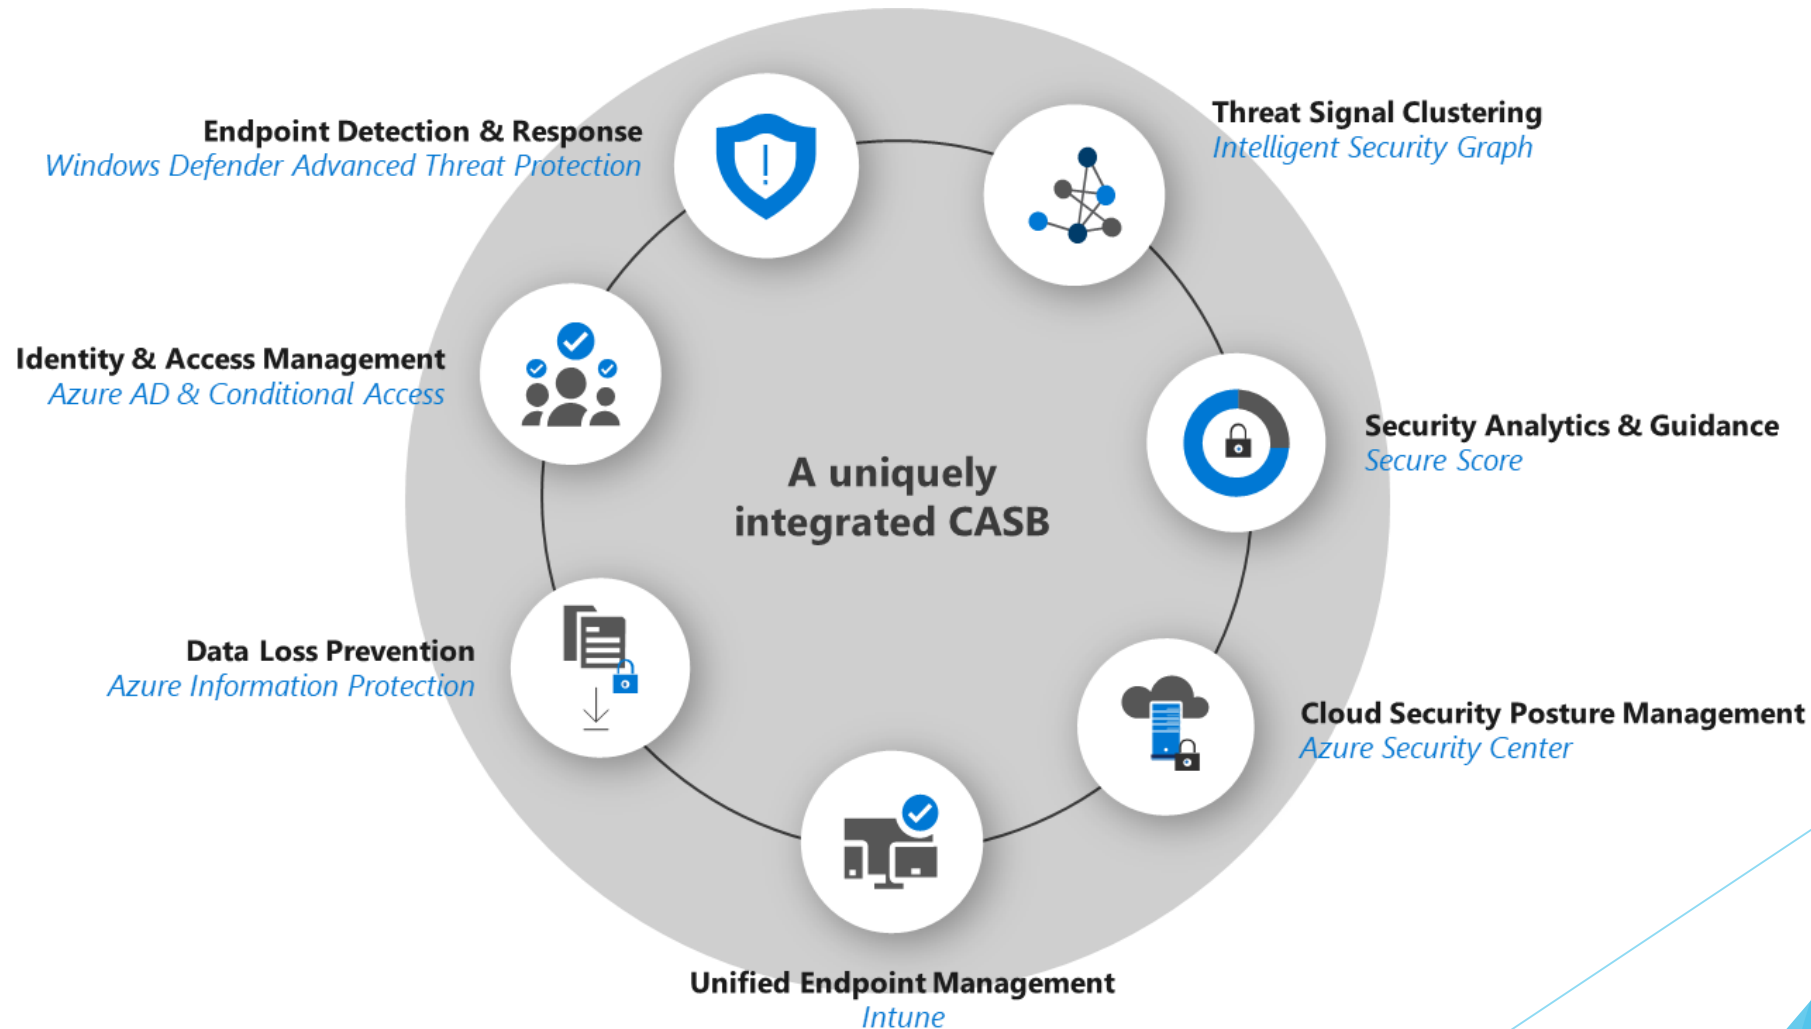 Endpoint Detection & Response
Windows Defender Advanced Threat Protection
Threat Signal Clustering
Intelligent Security Graph
Identity & Access Management
Azure AD & Conditional Access
Security Analytics & Guidance
Secure Score
A uniquely
integrated CASB
Data Loss Prevention
Azure Information Protection
Cloud Security Posture Management
Azure Security Center
Unified Endpoint Management
Intune